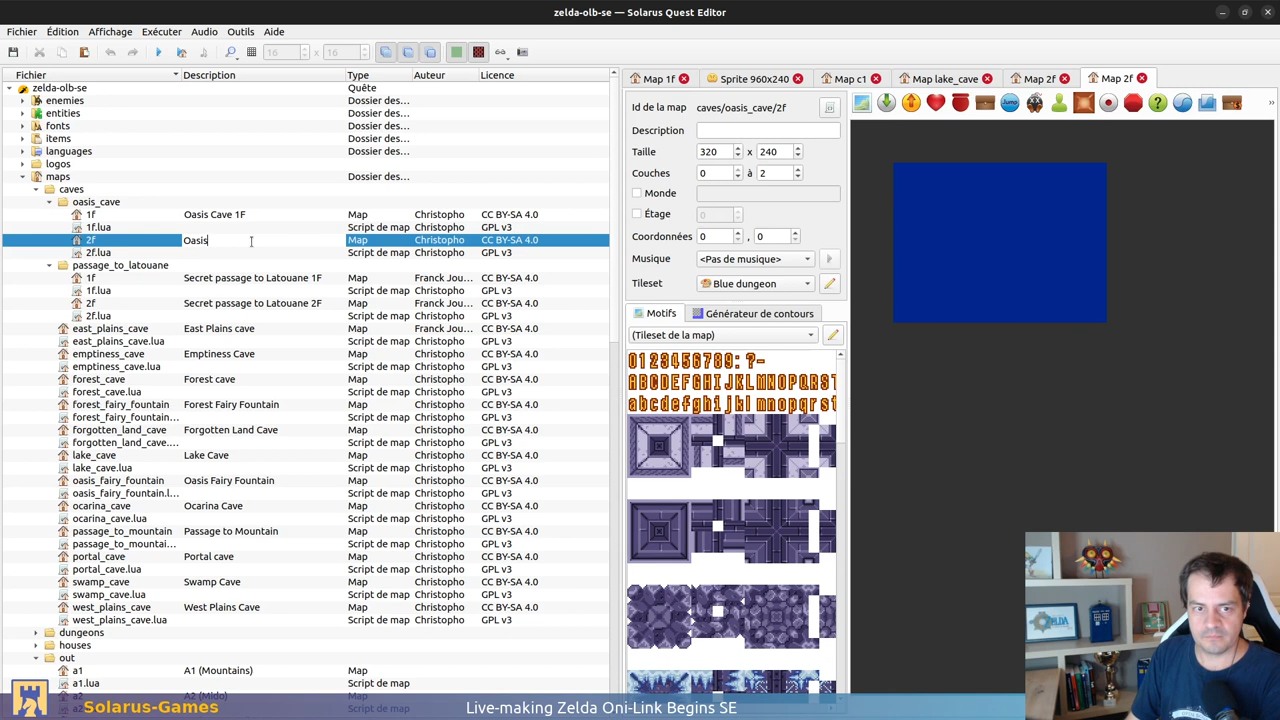 zelda-olb-se — Solarus Quest Editor
Fichier Édition Affichage Exécuter Audio Outils Aide
16 x 16
Fichier Description Type Auteur Licence
zelda-olb-se Quête
enemies Dossier des...
entities Dossier des...
fonts Dossier des...
items Dossier des...
languages Dossier des...
logos Dossier des...
maps Dossier des...
caves
oasis_cave
1f Oasis Cave 1F Map Christopho CC BY-SA 4.0
1f.lua Script de map Christopho GPL v3
2f Oasis Map Christopho CC BY-SA 4.0
2f.lua Script de map Christopho GPL v3
passage_to_latouane
1f Secret passage to Latouane 1F Map Franck Jou... CC BY-SA 4.0
1f.lua Script de map Christopho GPL v3
2f Secret passage to Latouane 2F Map Franck Jou... CC BY-SA 4.0
2f.lua Script de map Christopho GPL v3
east_plains_cave East Plains cave Map Franck Jou... CC BY-SA 4.0
east_plains_cave.lua Script de map Christopho GPL v3
emptiness_cave Emptiness Cave Map Christopho CC BY-SA 4.0
emptiness_cave.lua Script de map Christopho GPL v3
forest_cave Forest cave Map Christopho CC BY-SA 4.0
forest_cave.lua Script de map Christopho GPL v3
forest_fairy_fountain Forest Fairy Fountain Map Christopho CC BY-SA 4.0
forest_fairy_fountain... Script de map Christopho GPL v3
forgotten_land_cave Forgotten Land Cave Map Christopho CC BY-SA 4.0
forgotten_land_cave.... Script de map Christopho GPL v3
lake_cave Lake Cave Map Christopho CC BY-SA 4.0
lake_cave.lua Script de map Christopho GPL v3
oasis_fairy_fountain Oasis Fairy Fountain Map Christopho CC BY-SA 4.0
oasis_fairy_fountain.l... Script de map Christopho GPL v3
ocarina_cave Ocarina Cave Map Christopho CC BY-SA 4.0
ocarina_cave.lua Script de map Christopho GPL v3
passage_to_mountain Passage to Mountain Map Christopho CC BY-SA 4.0
passage_to_mountai... Script de map Christopho GPL v3
portal_cave Portal cave Map Christopho CC BY-SA 4.0
portal_cave.lua Script de map Christopho GPL v3
swamp_cave Swamp Cave Map Christopho CC BY-SA 4.0
swamp_cave.lua Script de map Christopho GPL v3
west_plains_cave West Plains Cave Map Christopho CC BY-SA 4.0
west_plains_cave.lua Script de map Christopho GPL v3
dungeons
houses
out
a1 A1 (Mountains) Map
a1.lua Script de map
a2 A2 (Mido) Map
Map 1f Sprite 960x240 Map c1 Map lake_cave Map 2f Map 2f
Jump
Id de la map caves/oasis_cave/2f
Description
Taille 320 x 240
Couches 0 à 2
Monde
Étage 0
Coordonnées 0 , 0
Musique <Pas de musique>
Tileset Blue dungeon
Motifs Générateur de contours
(Tileset de la map)
0123456789:?-
ABCDEFGHIJKLMNOPQRST
abcdefghijklmnopqrst
ZELDA
Solarus-Games
Live-making Zelda Oni-Link Begins SE